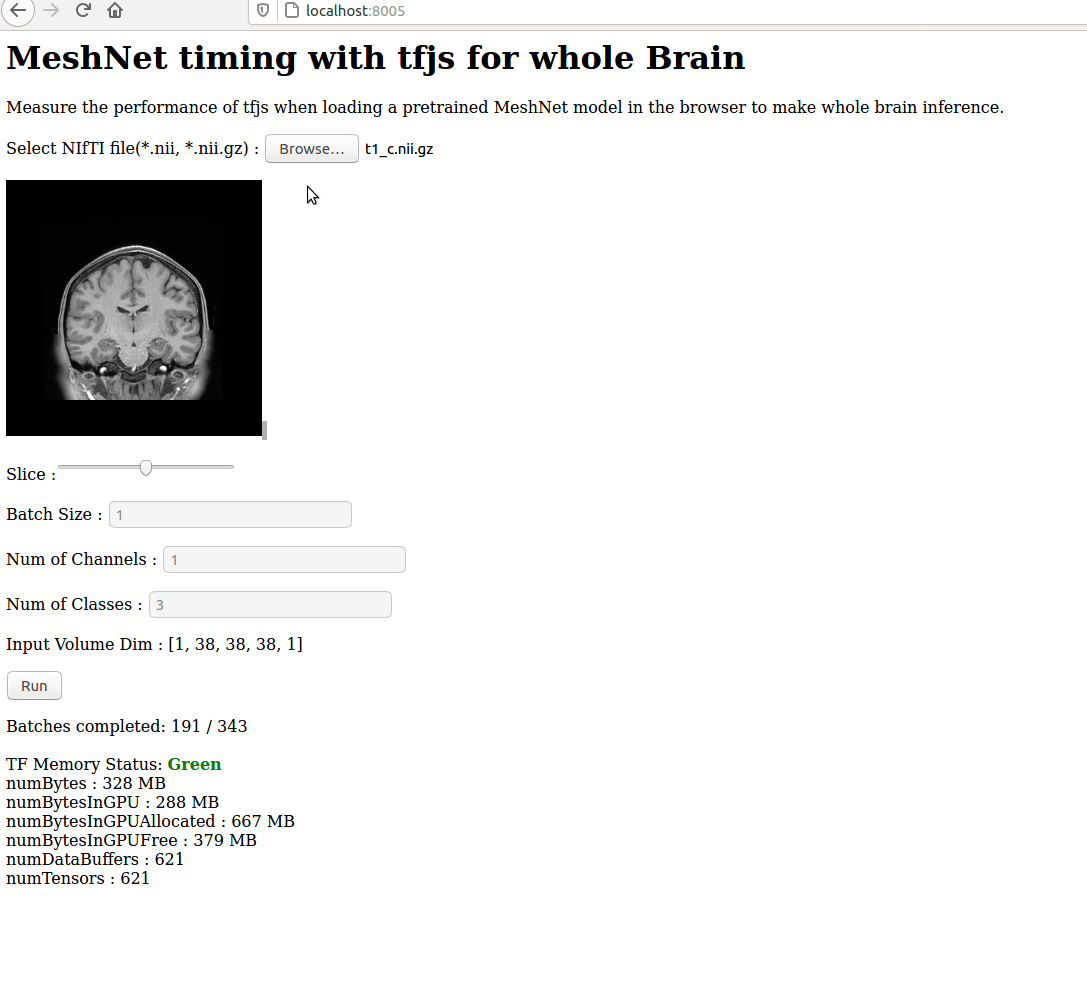 localhost:8005
MeshNet timing with tfjs for whole Brain
Measure the performance of tfjs when loading a pretrained MeshNet model in the browser to make whole brain inference.
Select NIfTI file(*.nii, *.nii.gz) : Browse... t1_c.nii.gz
Slice :
Batch Size : 1
Num of Channels : 1
Num of Classes : 3
Input Volume Dim : [1, 38, 38, 38, 1]
Run
Batches completed: 191 / 343
TF Memory Status: Green
numBytes : 328 MB
numBytesInGPU : 288 MB
numBytesInGPUAllocated : 667 MB
numBytesInGPUFree : 379 MB
numDataBuffers : 621
numTensors : 621